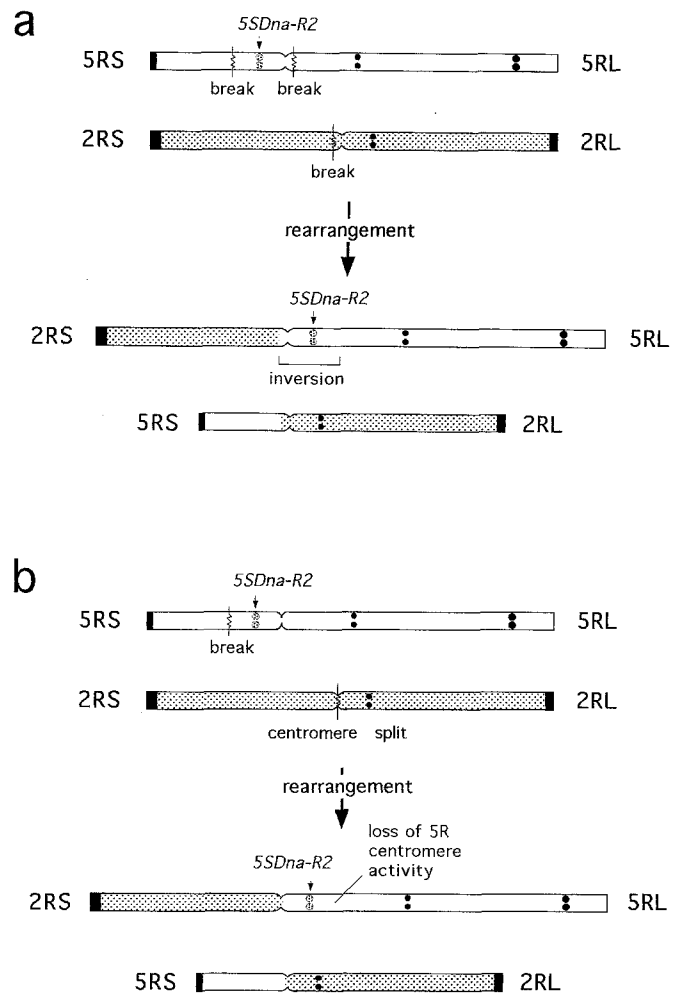 a
5SDna-R2
5RS 5RL
break break
2RS 2RL
break
rearrangement
5SDna-R2
2RS 5RL
inversion
5RS 2RL
b
5SDna-R2
5RS 5RL
break
2RS 2RL
centromere split
rearrangement
loss of 5R
centromere
activity
5SDna-R2
2RS 5RL
5RS 2RL